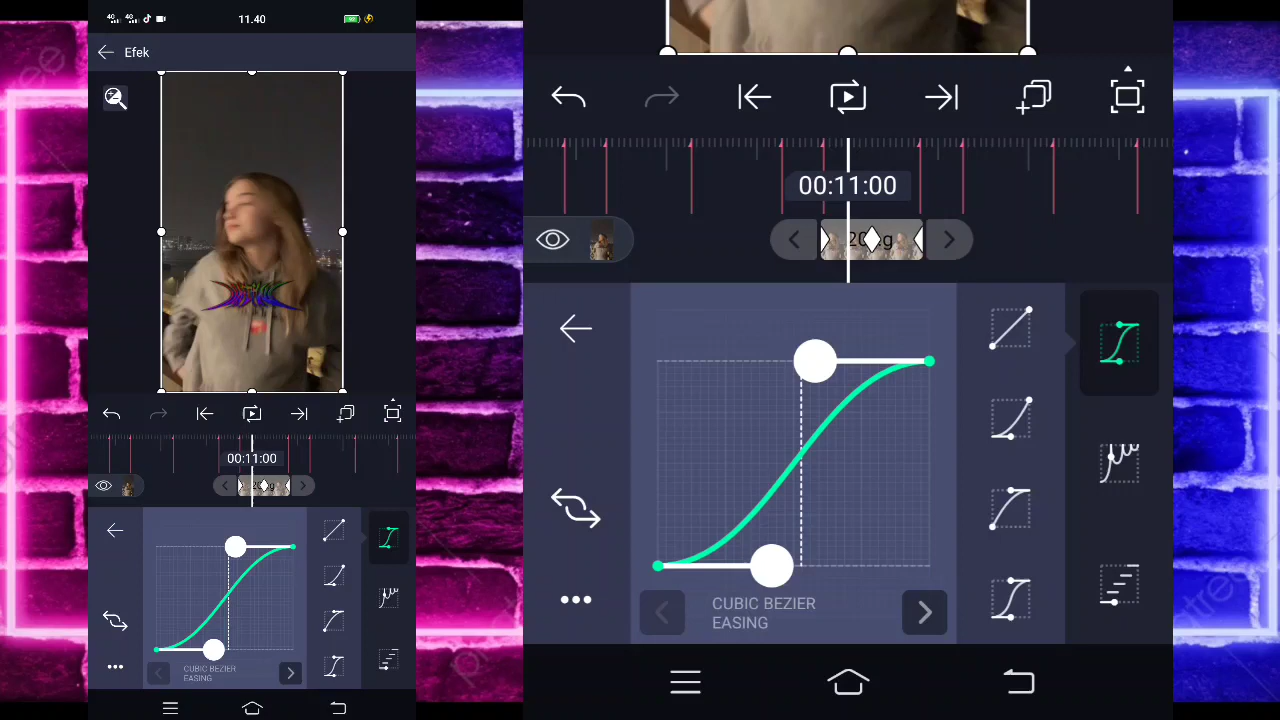 11.40
Efek
00:11:00
CUBIC BEZIER
EASING
00:11:00
CUBIC BEZIER
EASING